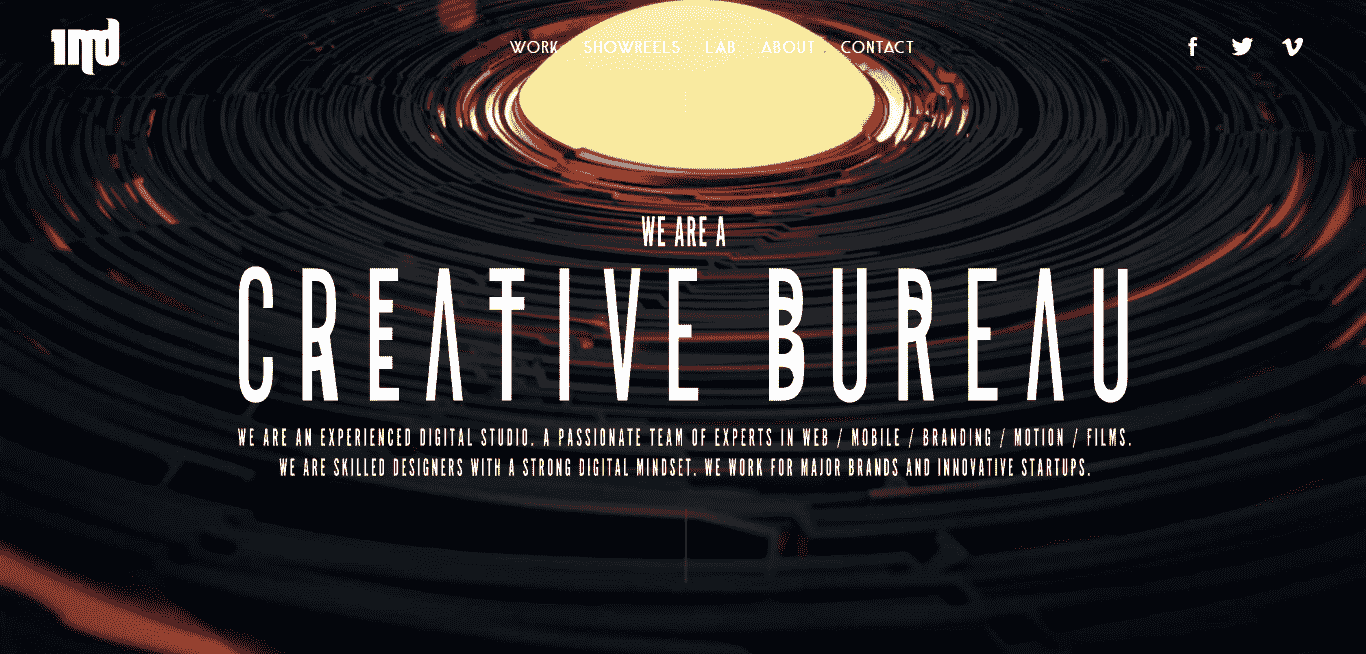 WORK SHOWREELS LAB ABOUT CONTACT
WE ARE A
CREATIVE BUREAU
WE ARE AN EXPERIENCED DIGITAL STUDIO. A PASSIONATE TEAM OF EXPERTS IN WEB / MOBILE / BRANDING / MOTION / FILMS.
WE ARE SKILLED DESIGNERS WITH A STRONG DIGITAL MINDSET. WE WORK FOR MAJOR BRANDS AND INNOVATIVE STARTUPS.